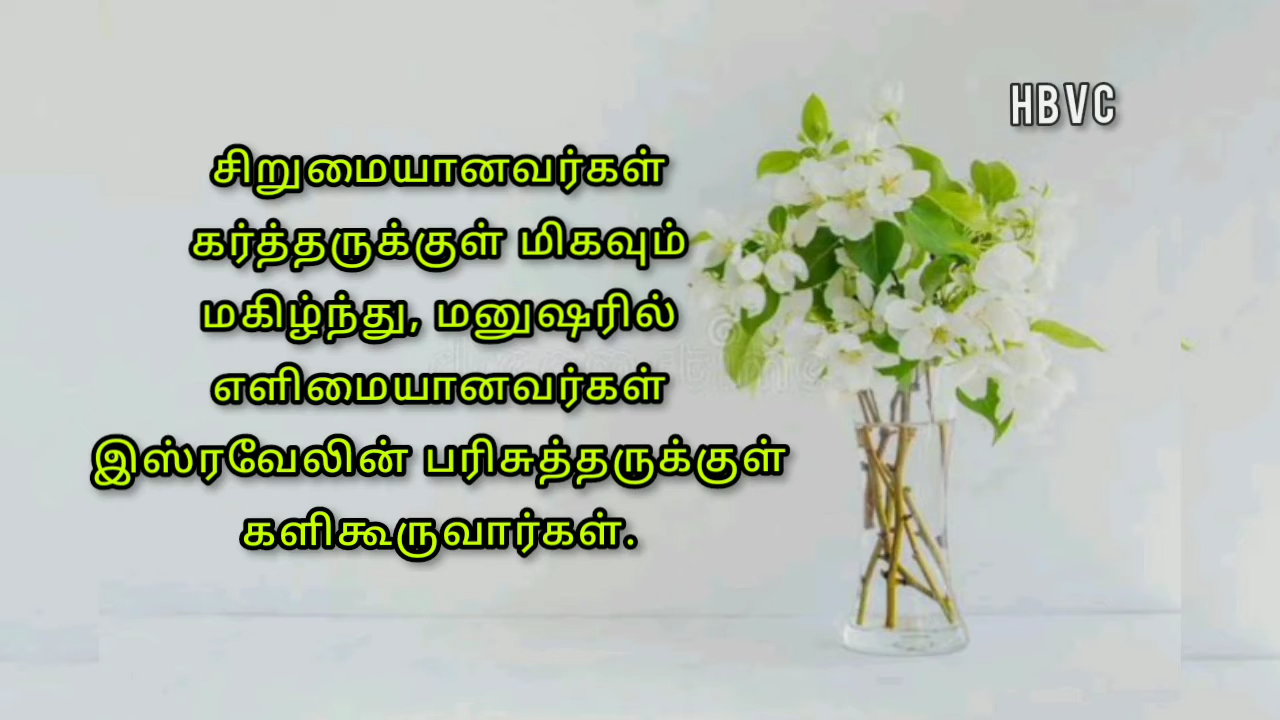 HBVC
சிறுமையானவர்கள்
கர்த்தருக்குள் மிகவும்
மகிழ்ந்து, மனுஷரில்
எளிமையானவர்கள்
இஸ்ரவேலின் பரிசுத்தருக்குள்
களிகூருவார்கள்.